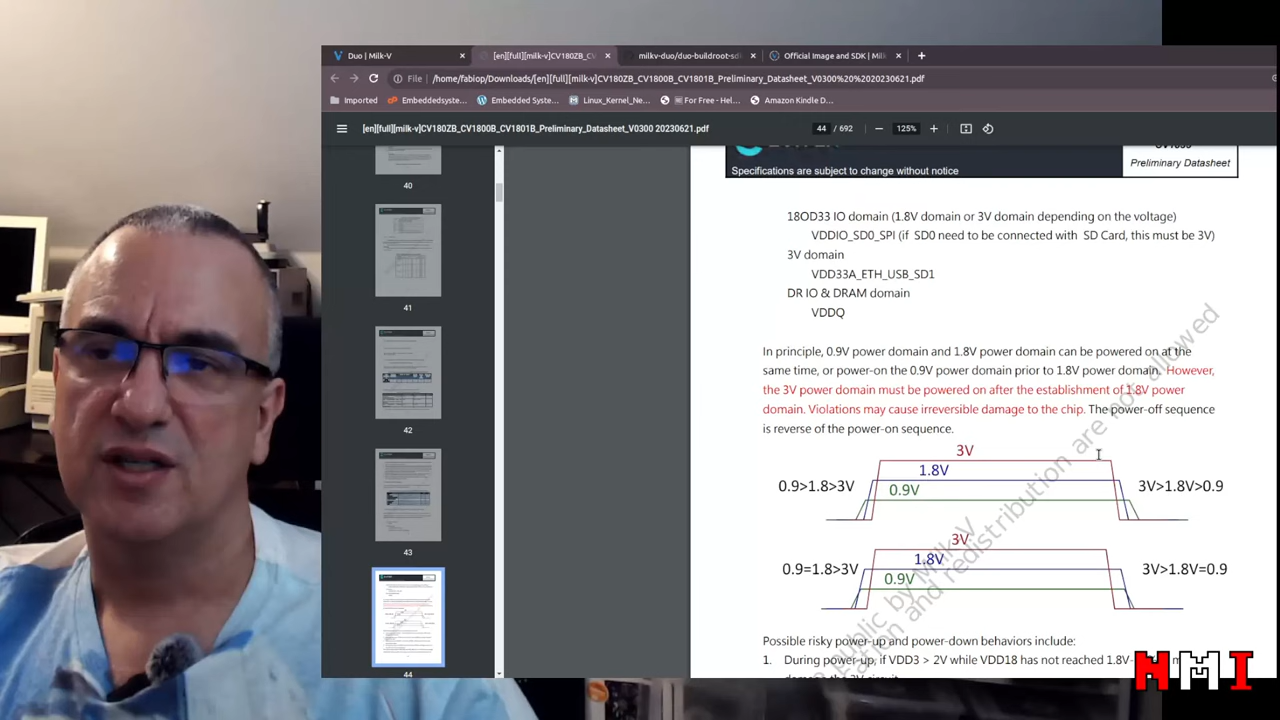 Duo | Milk-V
[en][full][milk-v]CV180ZB_CV
milkv-duo/duo-buildroot-sd
Official Image and SDK | Mil
File
/home/fabiop/Downloads/[en][full][milk-v]CV180ZB_CV1800B_CV1801B_Preliminary_Datasheet_V0300%20%2020230621.pdf
Imported
Embeddedsyste...
Embedded Syste...
Linux_Kernel_Ne...
For Free - Hel...
Amazon Kindle D...
[en][full][milk-v]CV180ZB_CV1800B_CV1801B_Preliminary_Datasheet_V0300 20230621.pdf
44 / 692
125%
40
41
42
43
44
Preliminary Datasheet
Specifications are subject to change without notice
18OD33 IO domain (1.8V domain or 3V domain depending on the voltage)
VDDIO_SD0_SPI (if SD0 need to be connected with SD Card, this must be 3V)
3V domain
VDD33A_ETH_USB_SD1
DR IO & DRAM domain
VDDQ
In principle, 0.9V power domain and 1.8V power domain can be powered on at the
same time, or power-on the 0.9V power domain prior to 1.8V power domain. However,
the 3V power domain must be powered on after the establishment of 1.8V power
domain. Violations may cause irreversible damage to the chip. The power-off sequence
is reverse of the power-on sequence.
3V
1.8V
0.9>1.8>3V
0.9V
3V>1.8V>0.9
3V
1.8V
0.9=1.8>3V
0.9V
3V>1.8V=0.9
by Milk-V
and redistribution are not allowed
Possible risky power-up and power-down behaviors include:
1. During power-up, if VDD3 > 2V while VDD18 has not reached 1.8V
NMI